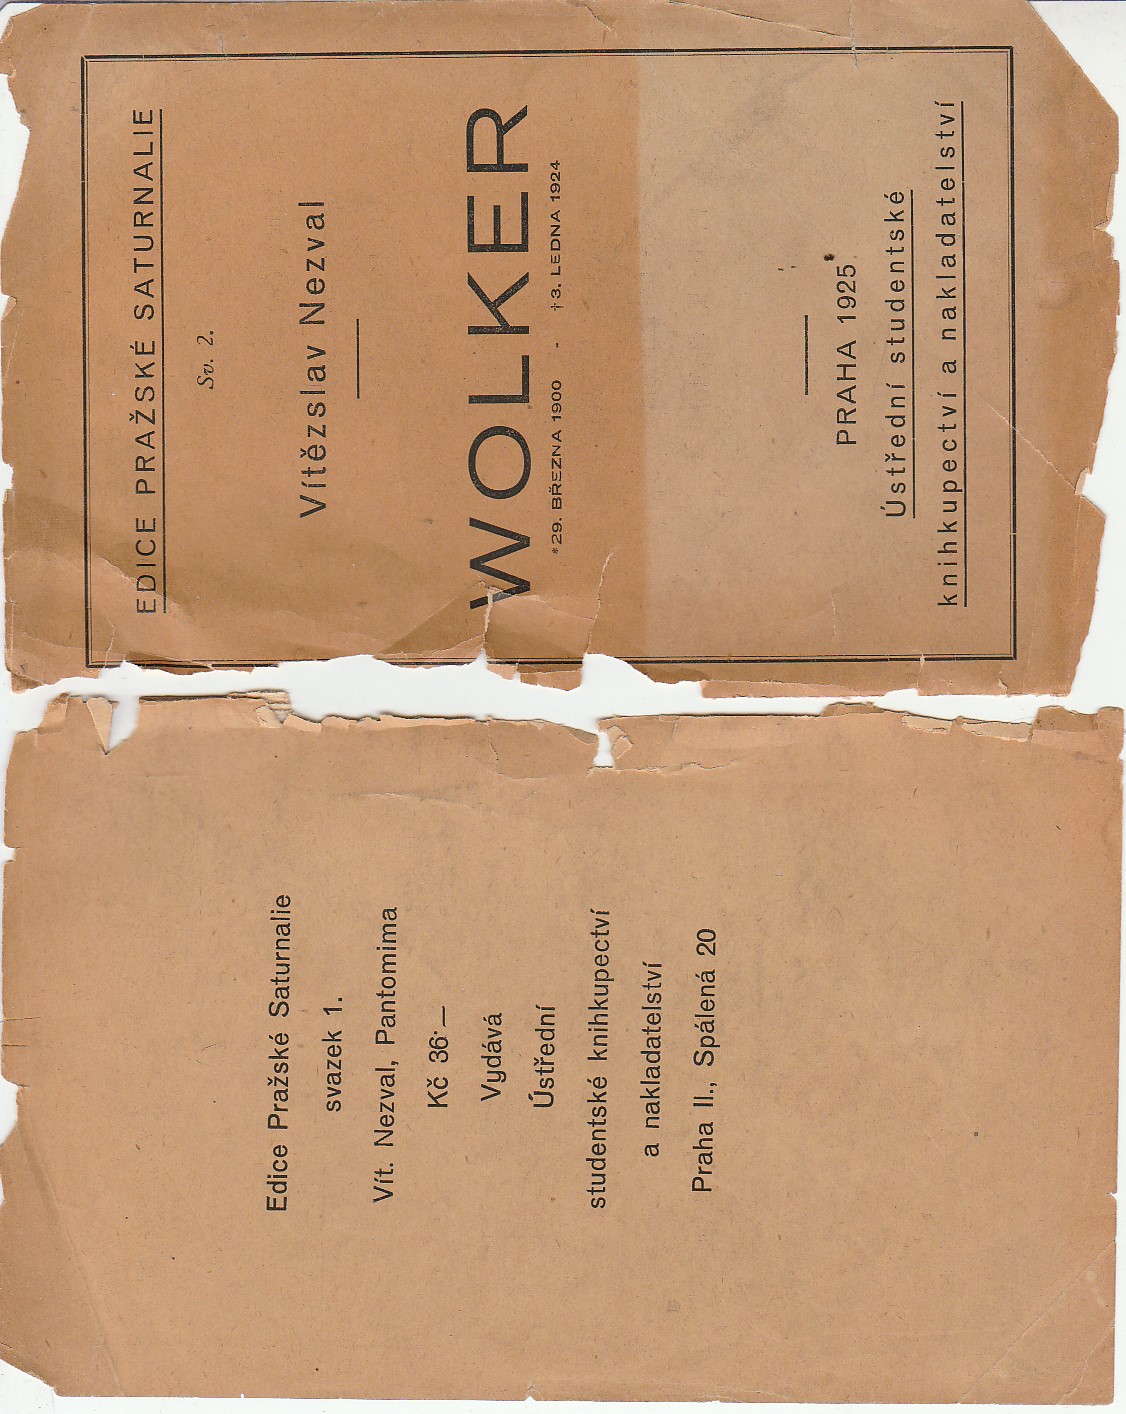 EDICE PRAŽSKÉ SATURNALIE
Sv. 2.
Vítězslav Nezval
WOLKER
*29. BŘEZNA 1900 - †3. LEDNA 1924
PRAHA 1925
Ústřední studentské
knihkupectví a nakladatelství
Edice Pražské Saturnalie
svazek 1.
Vít. Nezval, Pantomima
Kč 36·—
Vydává
Ústřední
studentské knihkupectví
a nakladatelství
Praha II., Spálená 20